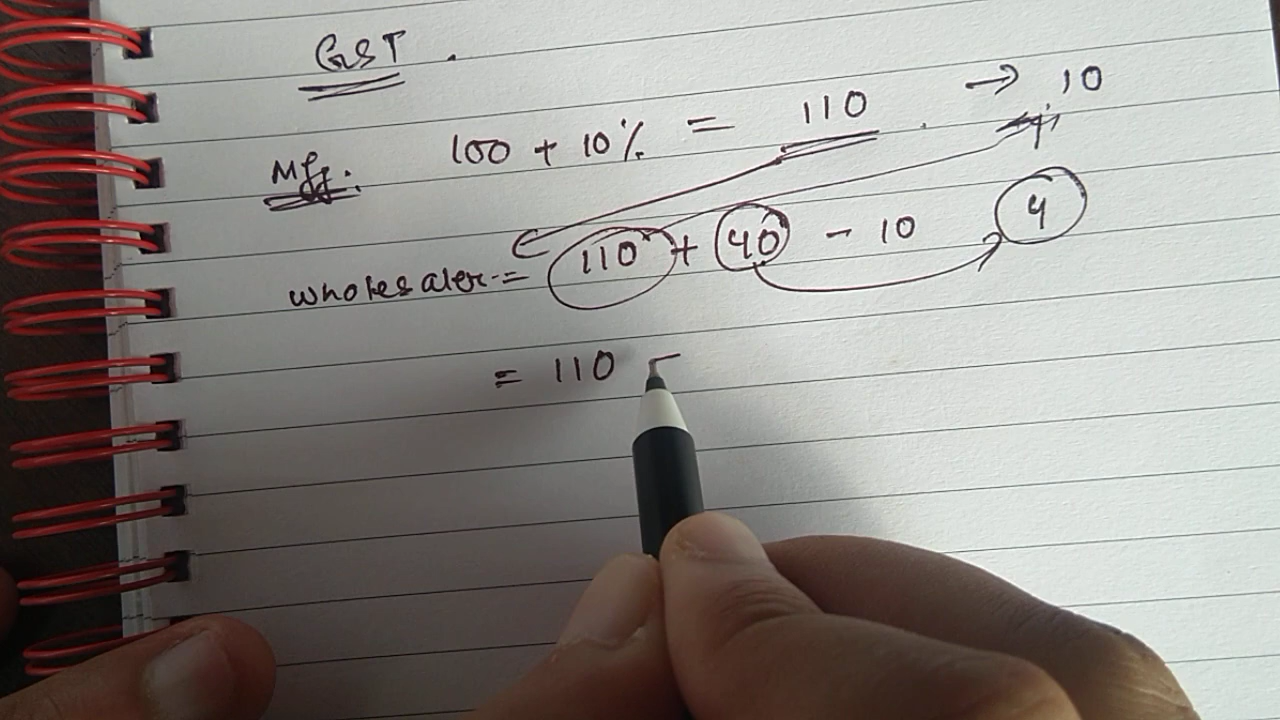 GST.
Mfg. 100 + 10% = 110. → 10
wholesaler = 110 + 40 - 10 4
= 110